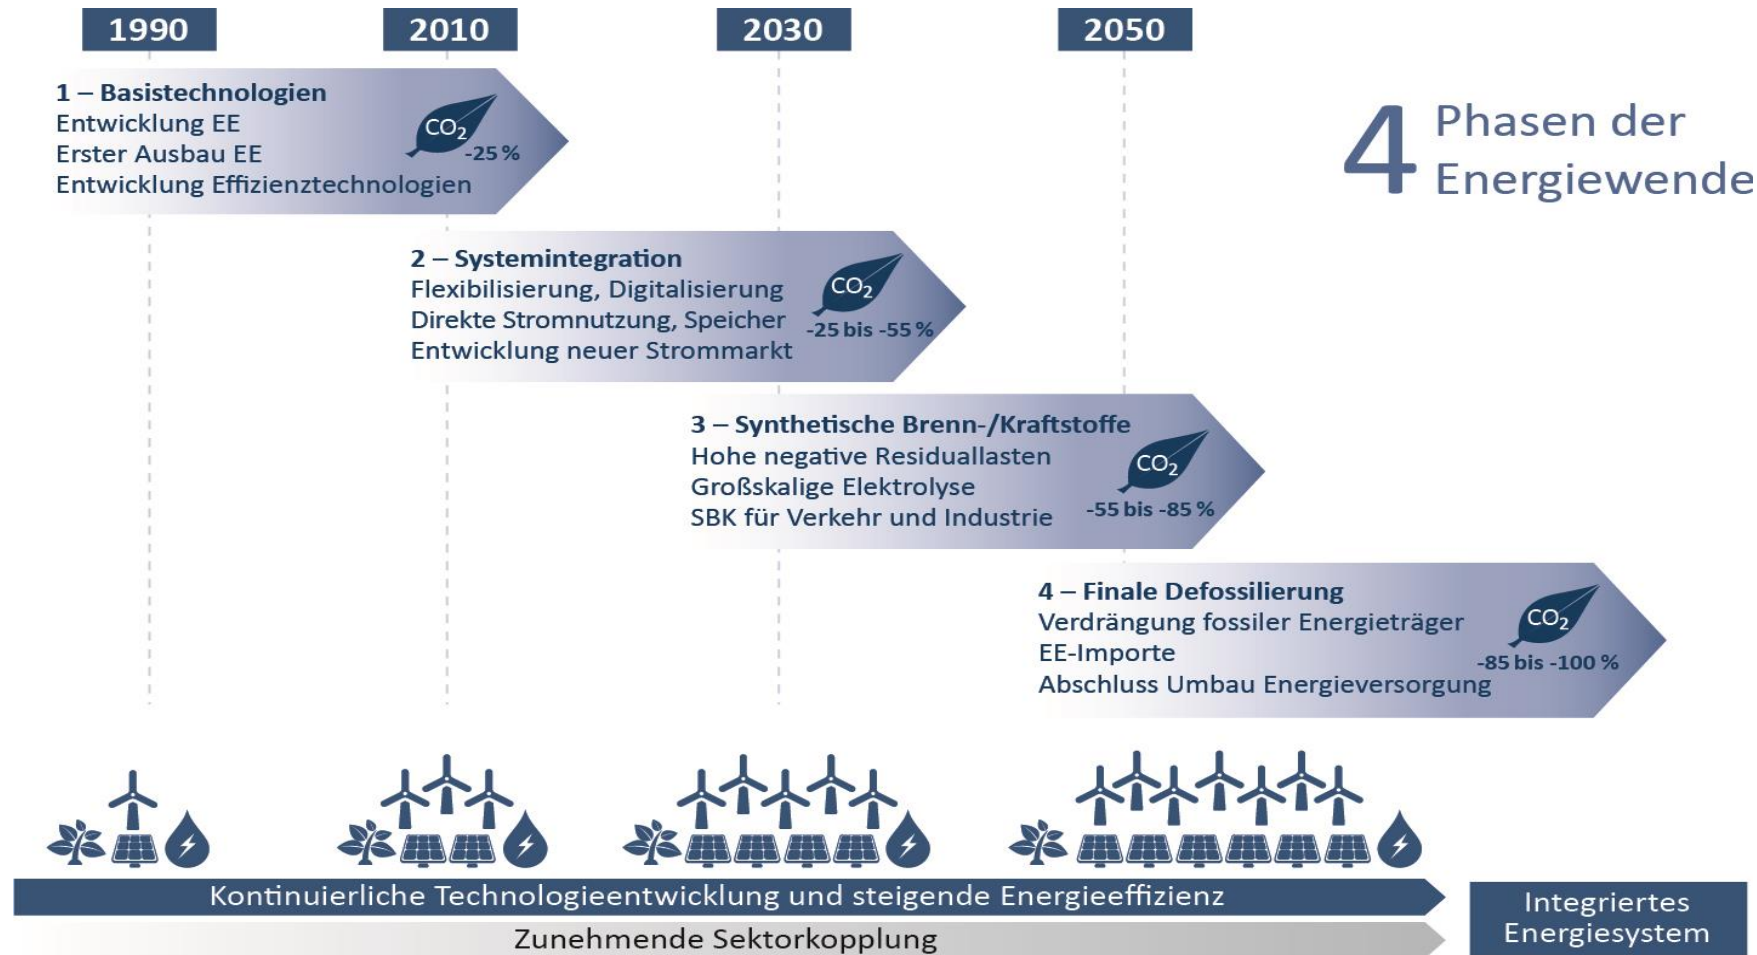 1990
2010
2030
2050
4 Phasen der
Energiewende
1 – Basistechnologien
Entwicklung EE
Erster Ausbau EE
Entwicklung Effizienztechnologien
CO₂
-25 %
2 – Systemintegration
Flexibilisierung, Digitalisierung
Direkte Stromnutzung, Speicher
Entwicklung neuer Strommarkt
CO₂
-25 bis -55 %
3 – Synthetische Brenn-/Kraftstoffe
Hohe negative Residuallasten
Großskalige Elektrolyse
SBK für Verkehr und Industrie
CO₂
-55 bis -85 %
4 – Finale Defossilierung
Verdrängung fossiler Energieträger
EE-Importe
Abschluss Umbau Energieversorgung
CO₂
-85 bis -100 %
Kontinuierliche Technologieentwicklung und steigende Energieeffizienz
Zunehmende Sektorkopplung
Integriertes
Energiesystem